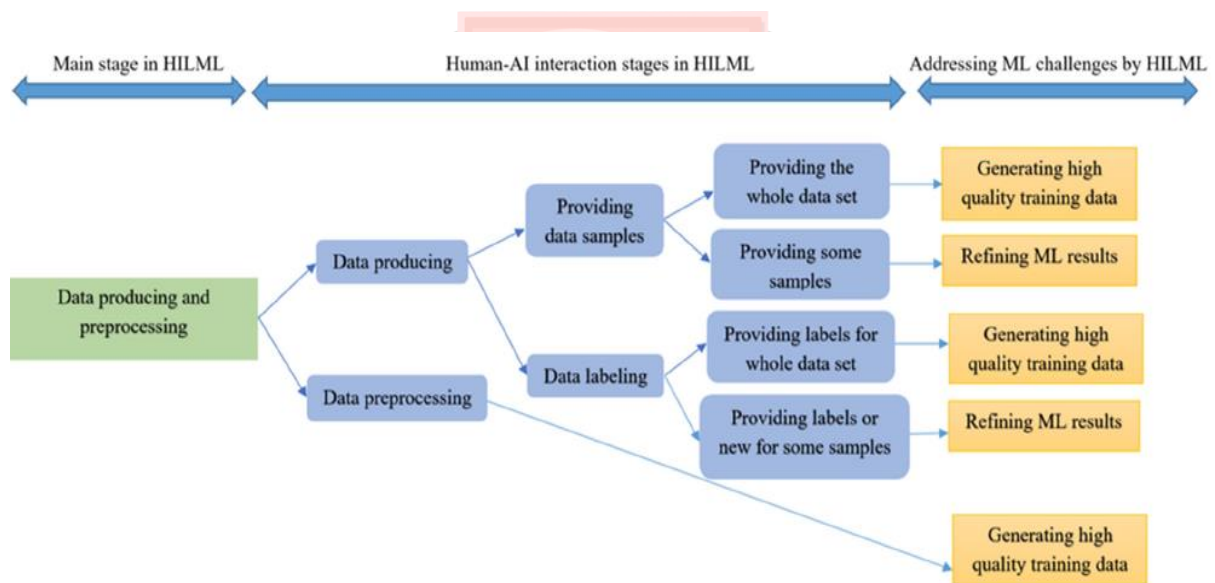 Main stage in HILML
Human-AI interaction stages in HILML
Addressing ML challenges by HILML
Data producing and
preprocessing
Data producing
Data preprocessing
Providing
data samples
Data labeling
Providing the
whole data set
Providing some
samples
Providing labels for
whole data set
Providing labels or
new for some samples
Generating high
quality training data
Refining ML results
Generating high
quality training data
Refining ML results
Generating high
quality training data